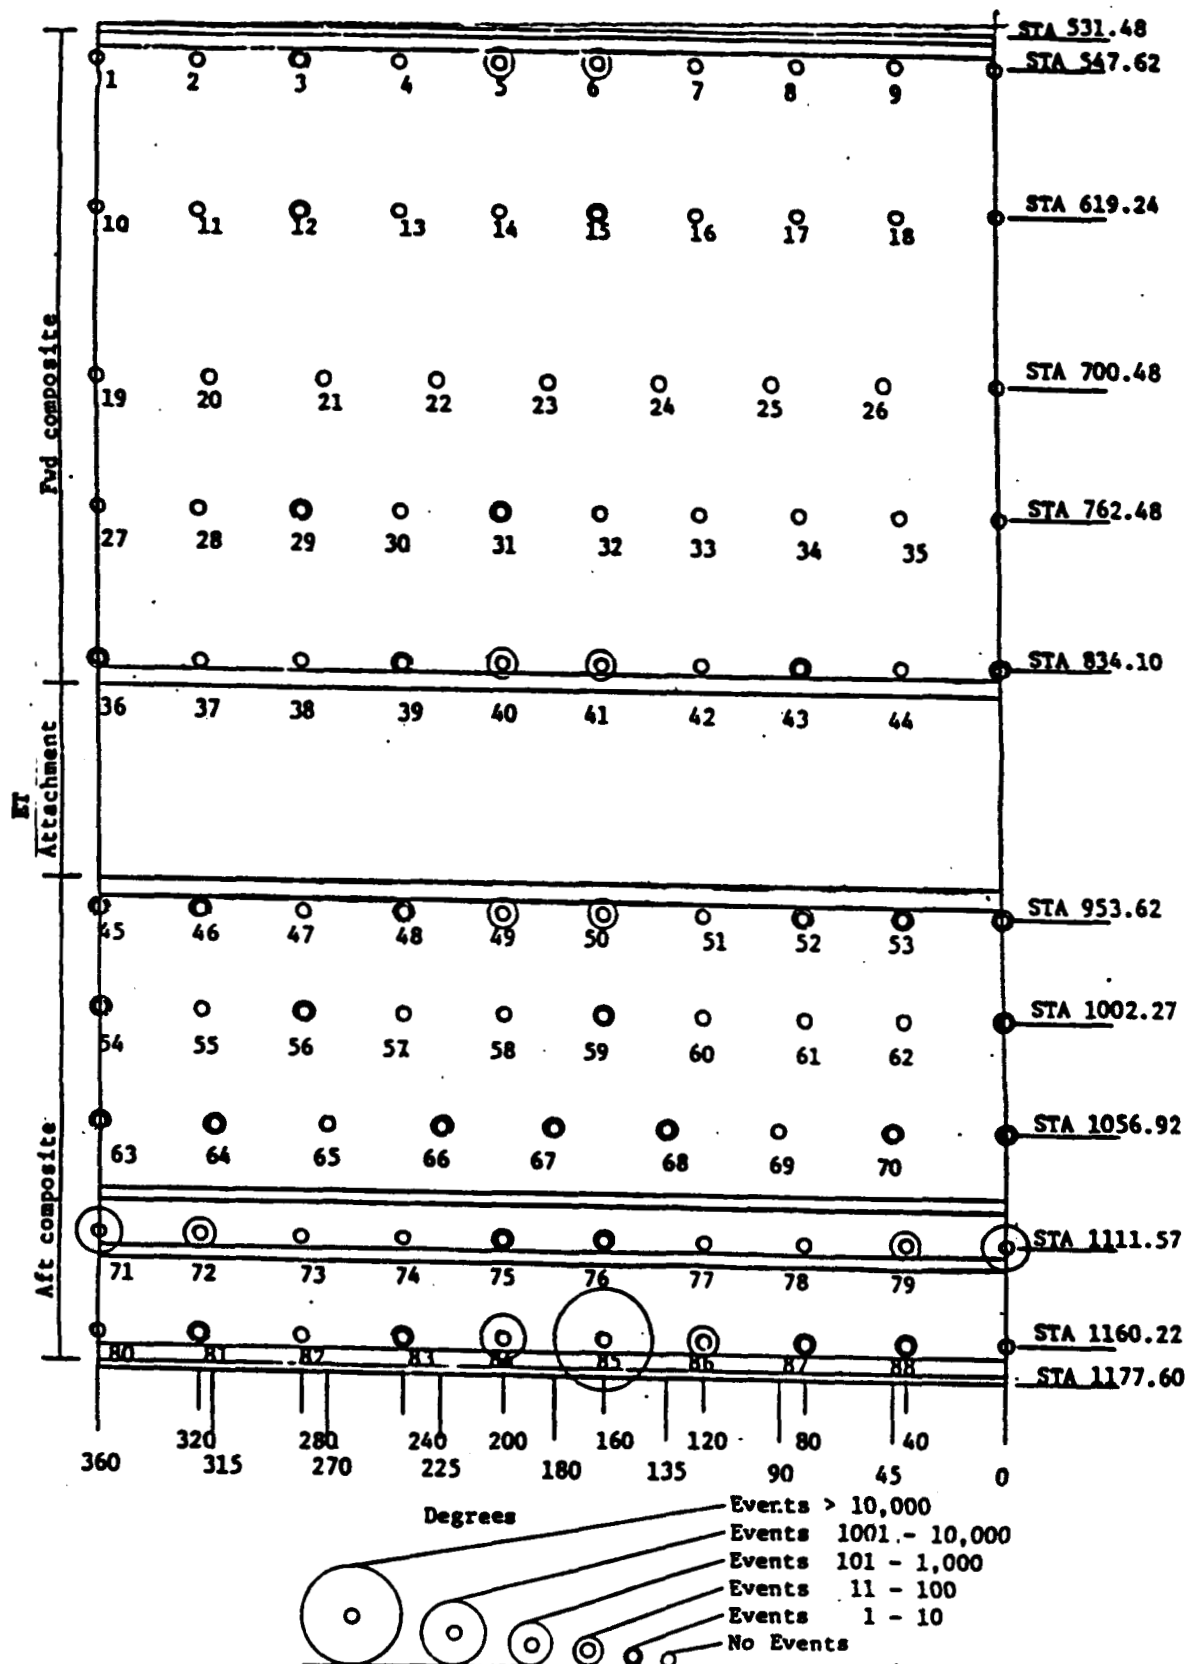 STA 531.48
STA 547.62
1 2 3 4 5 6 7 8 9
STA 619.24
10 11 12 13 14 15 16 17 18
STA 700.48
19 20 21 22 23 24 25 26
Fwd composite
STA 762.48
27 28 29 30 31 32 33 34 35
STA 834.10
36 37 38 39 40 41 42 43 44
ET
Attachment
STA 953.62
45 46 47 48 49 50 51 52 53
STA 1002.27
54 55 56 57 58 59 60 61 62
STA 1056.92
63 64 65 66 67 68 69 70
Aft composite
STA 1111.57
71 72 73 74 75 76 77 78 79
STA 1160.22
80 81 82 83 84 85 86 87 88
STA 1177.60
320 280 240 200 160 120 80 40
360 315 270 225 180 135 90 45 0
Degrees
Events > 10,000
Events 1001 - 10,000
Events 101 - 1,000
Events 11 - 100
Events 1 - 10
No Events